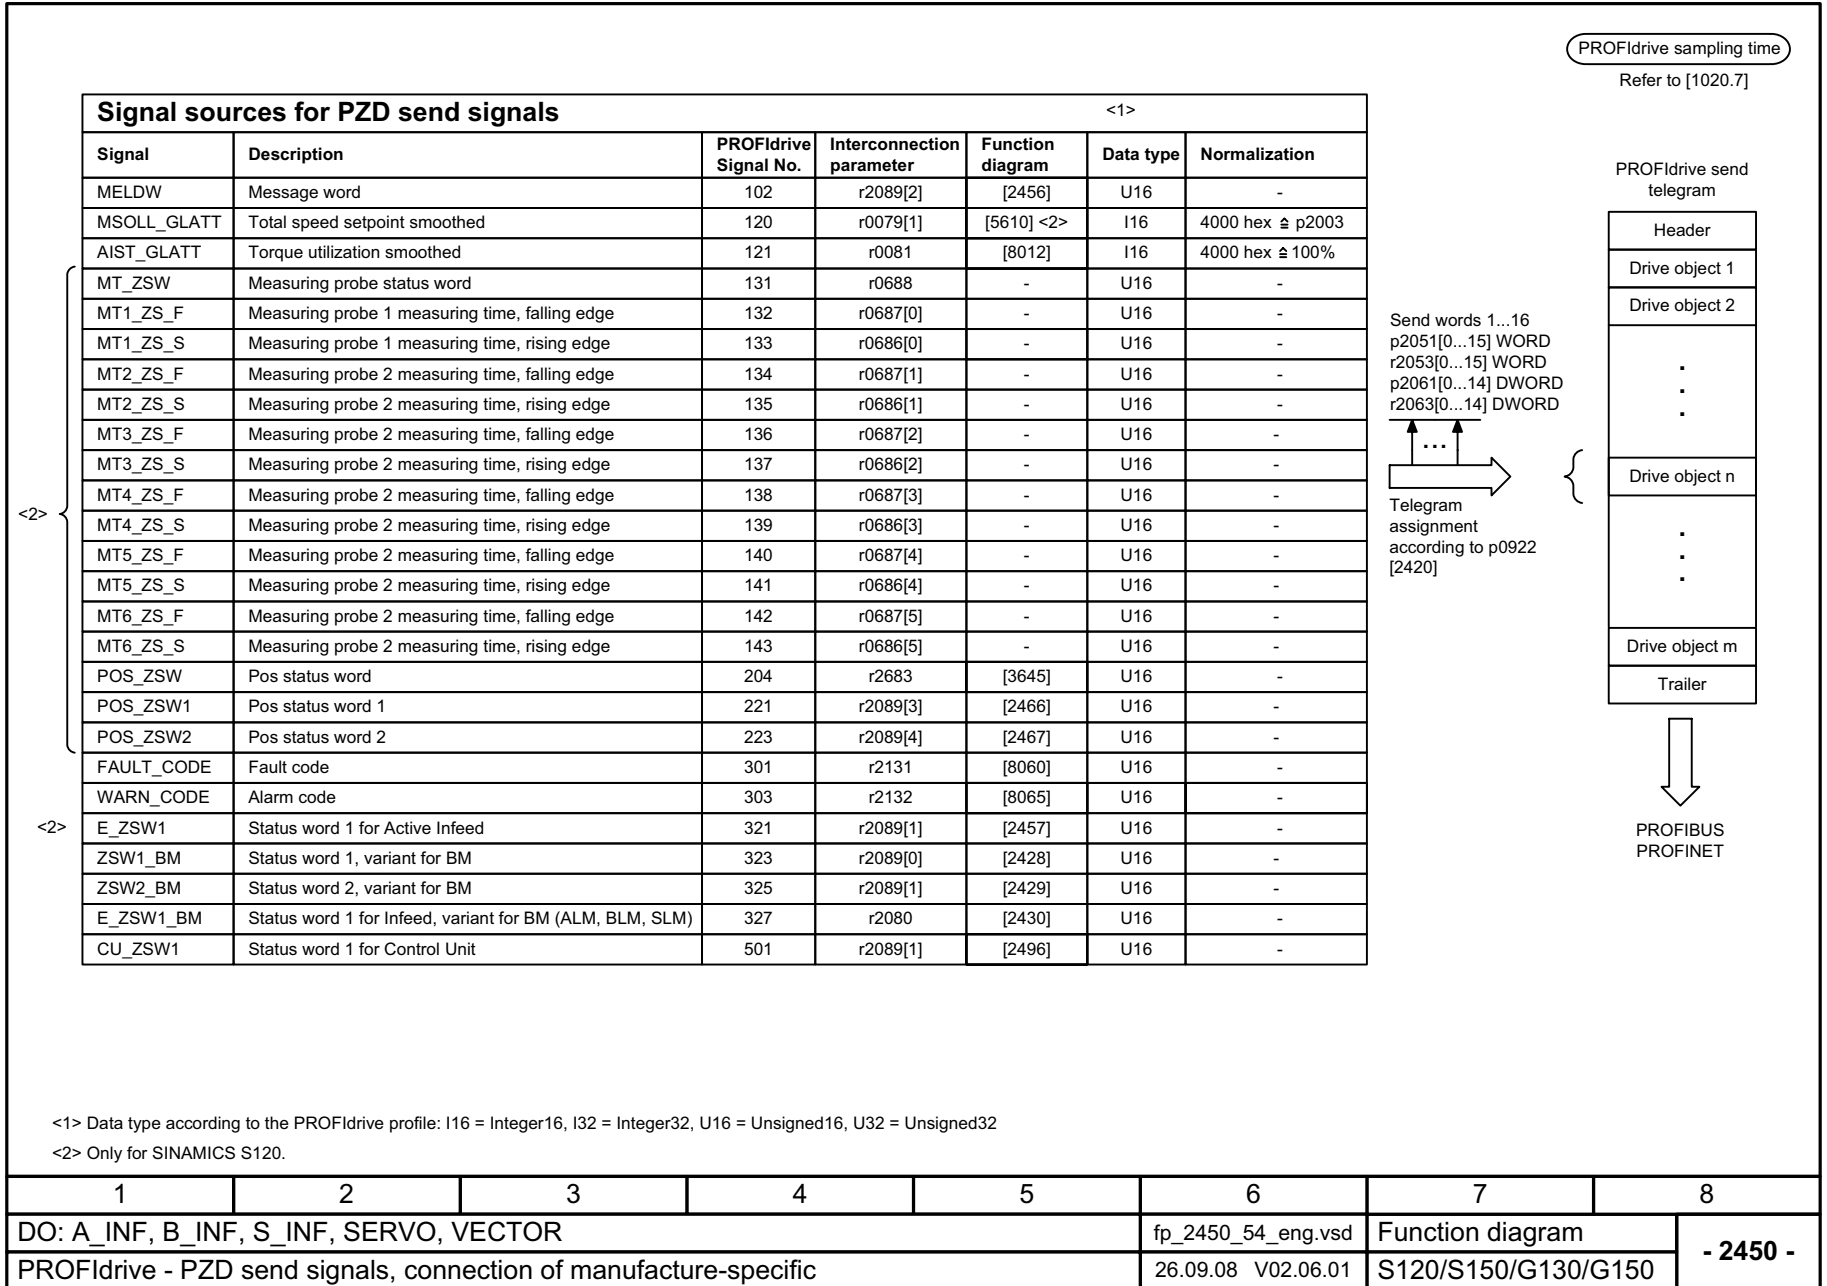 PROFIdrive sampling time
Refer to [1020.7]
Signal sources for PZD send signals <1>
Signal Description PROFIdrive Signal No. Interconnection parameter Function diagram Data type Normalization
MELDW Message word 102 r2089[2] [2456] U16 -
MSOLL_GLATT Total speed setpoint smoothed 120 r0079[1] [5610] <2> I16 4000 hex ≙ p2003
AIST_GLATT Torque utilization smoothed 121 r0081 [8012] I16 4000 hex ≙ 100%
MT_ZSW Measuring probe status word 131 r0688 - U16 -
MT1_ZS_F Measuring probe 1 measuring time, falling edge 132 r0687[0] - U16 -
MT1_ZS_S Measuring probe 1 measuring time, rising edge 133 r0686[0] - U16 -
MT2_ZS_F Measuring probe 2 measuring time, falling edge 134 r0687[1] - U16 -
MT2_ZS_S Measuring probe 2 measuring time, rising edge 135 r0686[1] - U16 -
MT3_ZS_F Measuring probe 2 measuring time, falling edge 136 r0687[2] - U16 -
MT3_ZS_S Measuring probe 2 measuring time, rising edge 137 r0686[2] - U16 -
MT4_ZS_F Measuring probe 2 measuring time, falling edge 138 r0687[3] - U16 -
MT4_ZS_S Measuring probe 2 measuring time, rising edge 139 r0686[3] - U16 -
MT5_ZS_F Measuring probe 2 measuring time, falling edge 140 r0687[4] - U16 -
MT5_ZS_S Measuring probe 2 measuring time, rising edge 141 r0686[4] - U16 -
MT6_ZS_F Measuring probe 2 measuring time, falling edge 142 r0687[5] - U16 -
MT6_ZS_S Measuring probe 2 measuring time, rising edge 143 r0686[5] - U16 -
POS_ZSW Pos status word 204 r2683 [3645] U16 -
POS_ZSW1 Pos status word 1 221 r2089[3] [2466] U16 -
POS_ZSW2 Pos status word 2 223 r2089[4] [2467] U16 -
<2>
FAULT_CODE Fault code 301 r2131 [8060] U16 -
WARN_CODE Alarm code 303 r2132 [8065] U16 -
<2> E_ZSW1 Status word 1 for Active Infeed 321 r2089[1] [2457] U16 -
ZSW1_BM Status word 1, variant for BM 323 r2089[0] [2428] U16 -
ZSW2_BM Status word 2, variant for BM 325 r2089[1] [2429] U16 -
E_ZSW1_BM Status word 1 for Infeed, variant for BM (ALM, BLM, SLM) 327 r2080 [2430] U16 -
CU_ZSW1 Status word 1 for Control Unit 501 r2089[1] [2496] U16 -
Send words 1...16
p2051[0...15] WORD
r2053[0...15] WORD
p2061[0...14] DWORD
r2063[0...14] DWORD
...
Telegram
assignment
according to p0922
[2420]
PROFIdrive send
telegram
Header
Drive object 1
Drive object 2
.
.
.
Drive object n
.
.
.
Drive object m
Trailer
PROFIBUS
PROFINET
<1> Data type according to the PROFIdrive profile: I16 = Integer16, I32 = Integer32, U16 = Unsigned16, U32 = Unsigned32
<2> Only for SINAMICS S120.
1 2 3 4 5 6 7 8
DO: A_INF, B_INF, S_INF, SERVO, VECTOR fp_2450_54_eng.vsd Function diagram
- 2450 -
PROFIdrive - PZD send signals, connection of manufacture-specific 26.09.08 V02.06.01 S120/S150/G130/G150